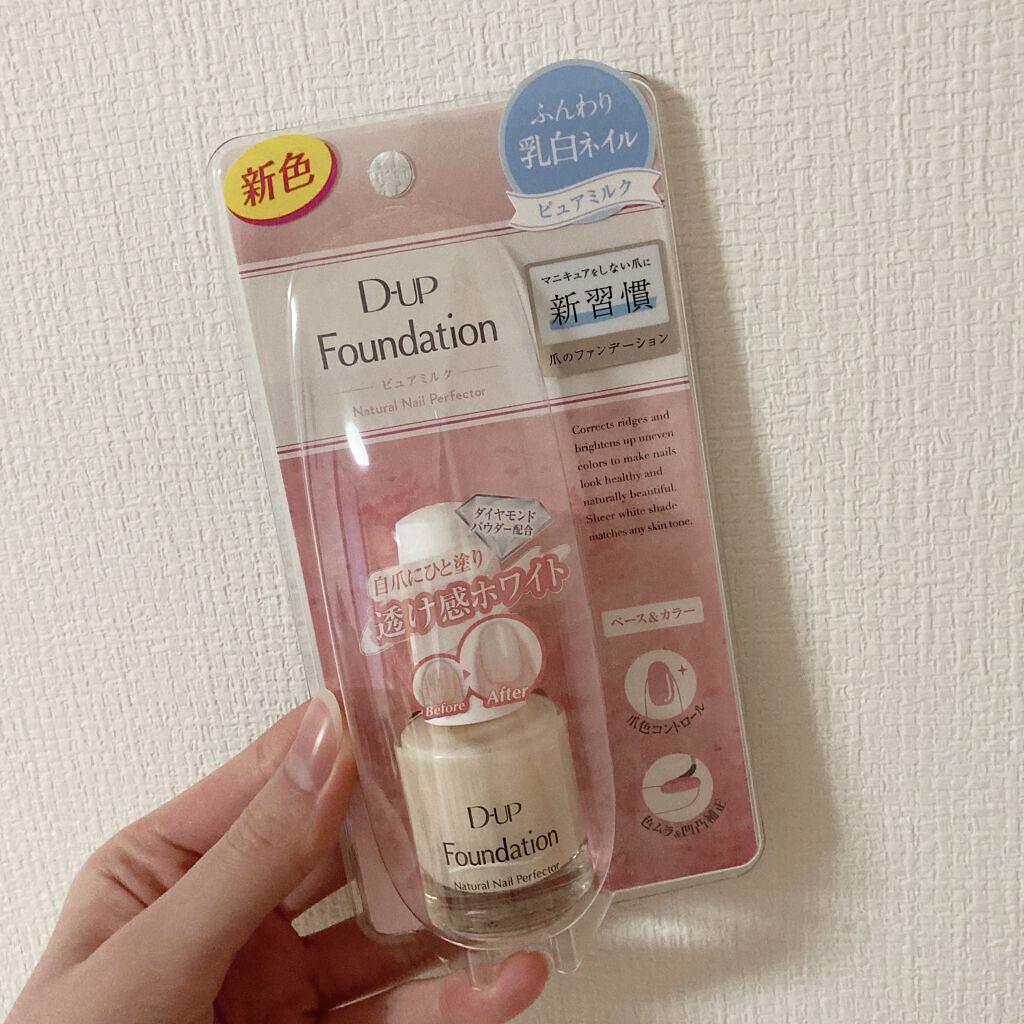 新色
ふんわり
乳白ネイル
ピュアミルク
D-UP
Foundation
ピュアミルク
Natural Nail Perfector
マニキュアをしない爪に
新習慣
爪のファンデーション
Corrects ridges and
brightens up uneven
colors to make nails
look healthy and
naturally beautiful.
Sheer white shade
matches any skin tone.
ダイヤモンド
パウダー配合
自爪にひと塗り
透け感ホワイト
Before
After
ベース&カラー
爪色コントロール
色ムラ&凹凸補正
D-UP
Foundation
Natural Nail Perfector